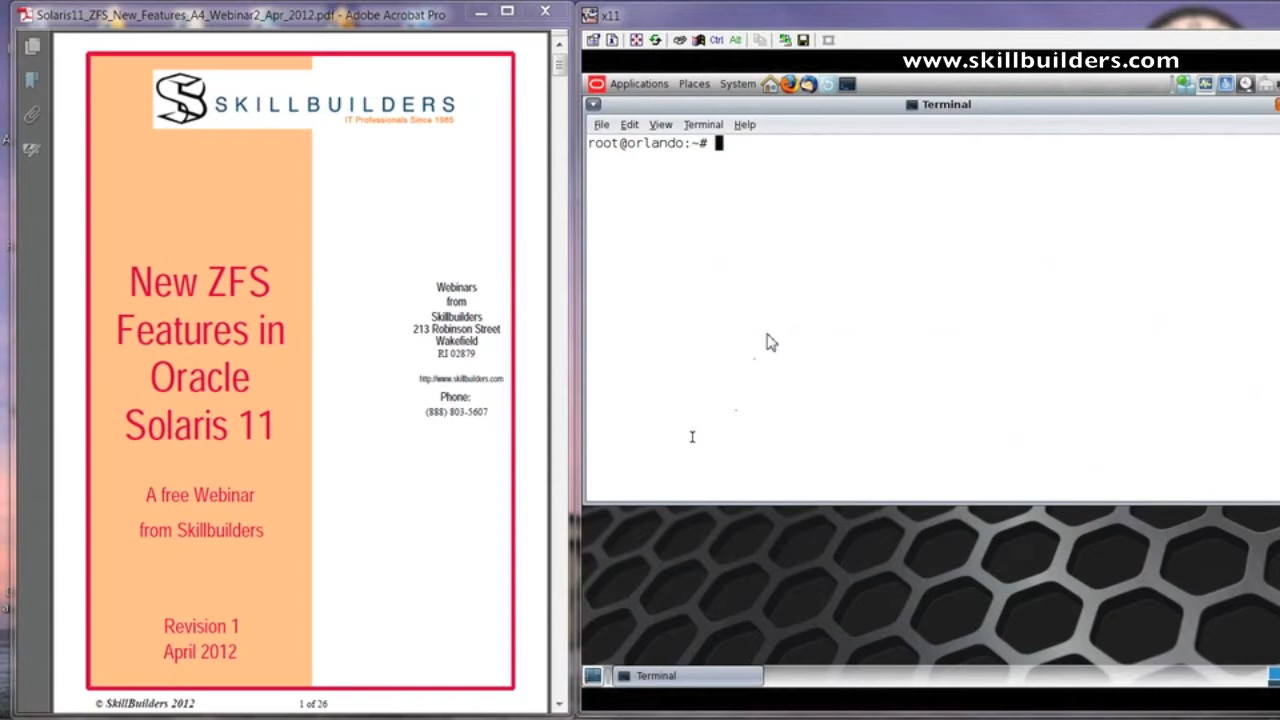 Solaris11_ZFS_New_Features_A4_Webinar2_Apr_2012.pdf - Adobe Acrobat Pro
SKILLBUILDERS
IT Professionals Since 1985
New ZFS
Features in
Oracle
Solaris 11
A free Webinar
from Skillbuilders
Revision 1
April 2012
Webinars
from
Skillbuilders
213 Robinson Street
Wakefield
RI 02879
http://www.skillbuilders.com
Phone:
(888) 803-5607
© SkillBuilders 2012
1 of 26
x11
Ctrl Alt
www.skillbuilders.com
Applications Places System
Terminal
File Edit View Terminal Help
root@orlando:~#
Terminal